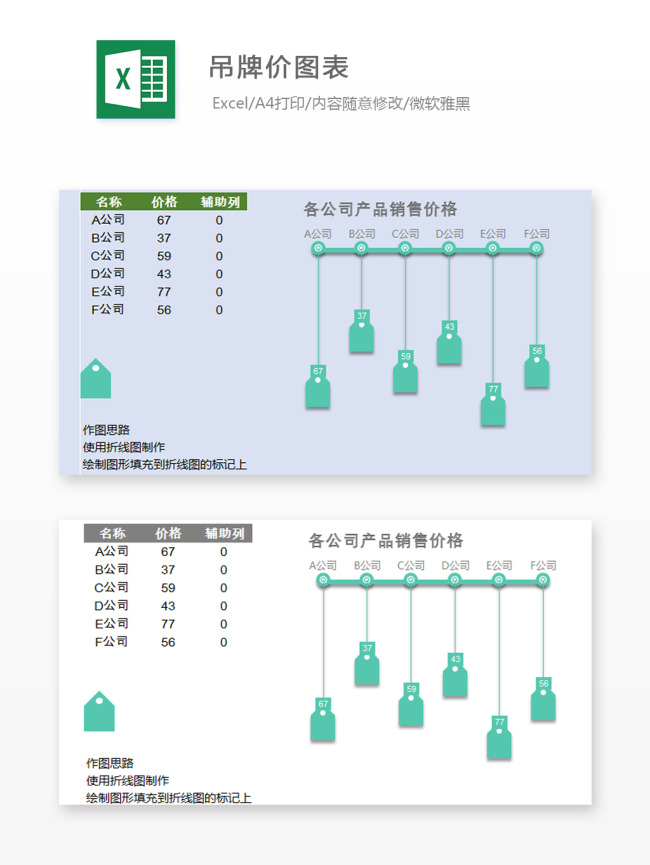 X
吊牌价图表
Excel/A4打印/内容随意修改/微软雅黑
名称 价格 辅助列
A公司 67 0
B公司 37 0
C公司 59 0
D公司 43 0
E公司 77 0
F公司 56 0
作图思路
使用折线图制作
绘制图形填充到折线图的标记上
各公司产品销售价格
A公司 B公司 C公司 D公司 E公司 F公司
67 37 59 43 77 56
名称 价格 辅助列
A公司 67 0
B公司 37 0
C公司 59 0
D公司 43 0
E公司 77 0
F公司 56 0
作图思路
使用折线图制作
绘制图形填充到折线图的标记上
各公司产品销售价格
A公司 B公司 C公司 D公司 E公司 F公司
67 37 59 43 77 56